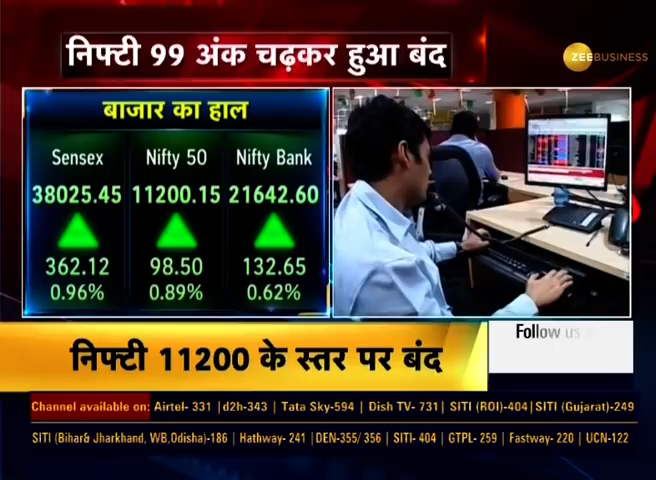 निफ्टी 99 अंक चढ़कर हुआ बंद
ZEEBUSINESS
बाजार का हाल
Sensex Nifty 50 Nifty Bank
38025.45 11200.15 21642.60
362.12 98.50 132.65
0.96% 0.89% 0.62%
Follow us
निफ्टी 11200 के स्तर पर बंद
Channel available on: Airtel- 331 | d2h-343 | Tata Sky-594 | Dish TV- 731| SITI (ROI)-404|SITI (Gujarat)-249
SITI (Bihar& Jharkhand, WB,Odisha)-186 | Hathway- 241 |DEN-355/ 356 | SITI- 404 | GTPL- 259 | Fastway- 220 | UCN-122